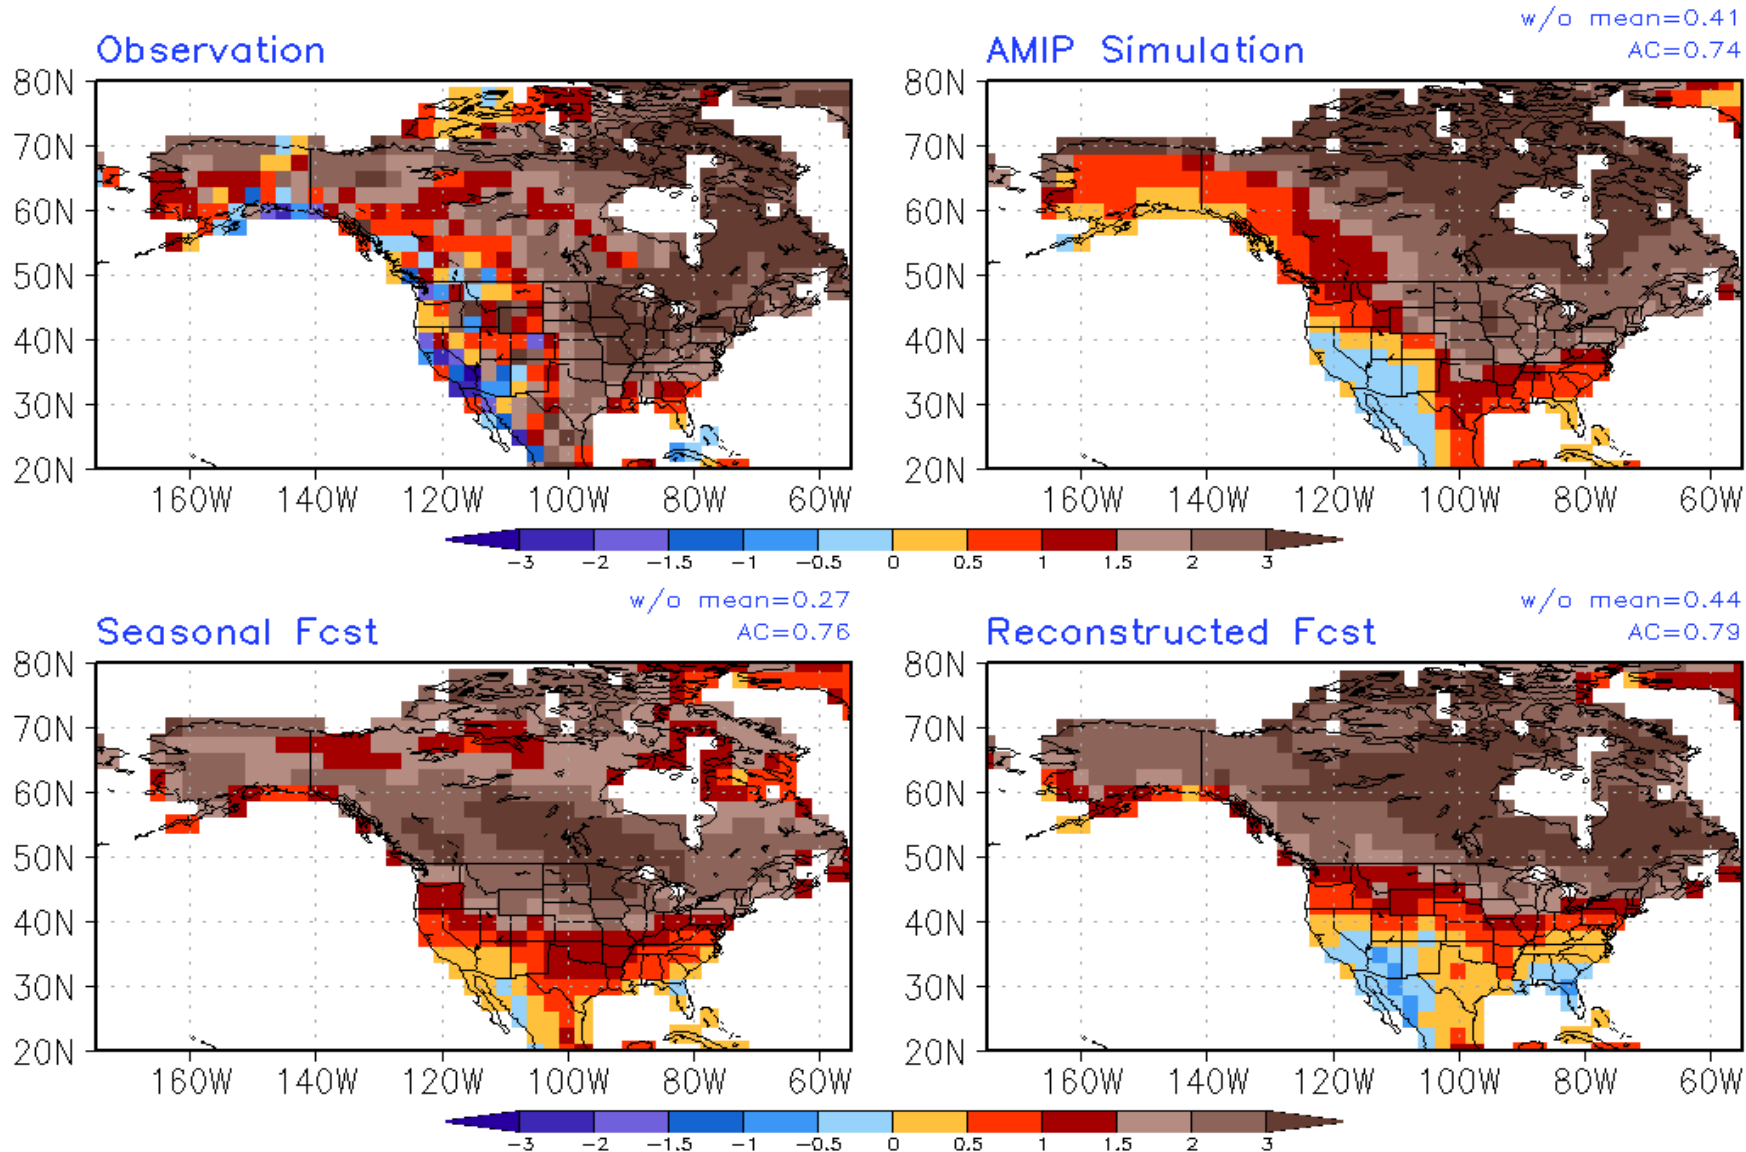 w/o mean=0.41
Observation
AMIP Simulation
AC=0.74
80N
70N
60N
50N
40N
30N
20N
160W 140W 120W 100W 80W 60W
80N
70N
60N
50N
40N
30N
20N
160W 140W 120W 100W 80W 60W
-3 -2 -1.5 -1 -0.5 0 0.5 1 1.5 2 3
w/o mean=0.27
Seasonal Fcst
AC=0.76
w/o mean=0.44
Reconstructed Fcst
AC=0.79
80N
70N
60N
50N
40N
30N
20N
160W 140W 120W 100W 80W 60W
80N
70N
60N
50N
40N
30N
20N
160W 140W 120W 100W 80W 60W
-3 -2 -1.5 -1 -0.5 0 0.5 1 1.5 2 3